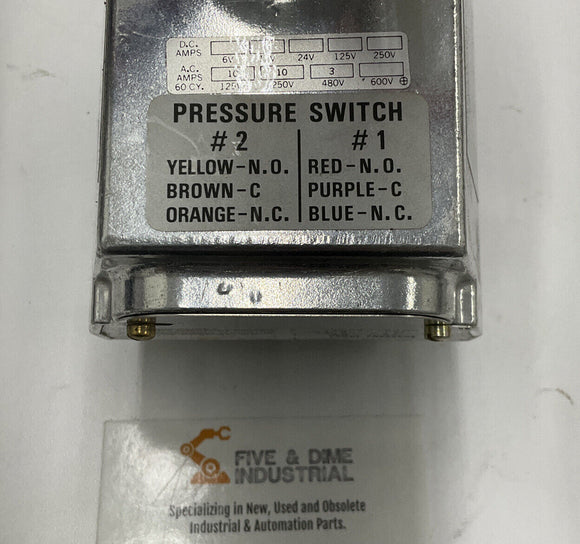 D.C. AMPS
6V 24V 125V 250V
A.C. AMPS 60 CY.
10 10 3
250V 480V 600V
PRESSURE SWITCH
#2 #1
YELLOW-N.O. RED-N.O.
BROWN-C PURPLE-C
ORANGE-N.C. BLUE-N.C.
FIVE & DIME
INDUSTRIAL
Specializing in New, Used and Obsolete
Industrial & Automation Parts.